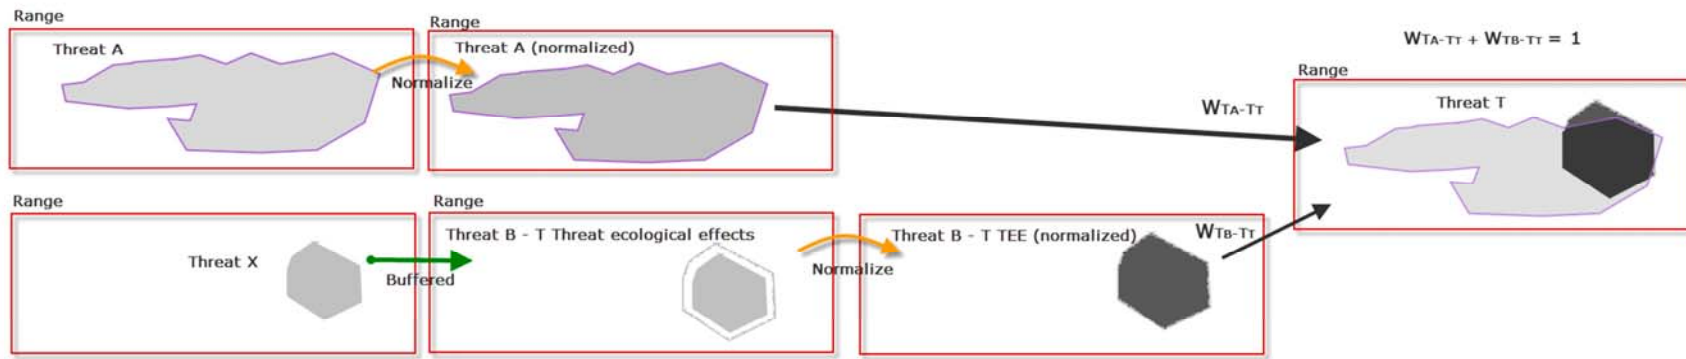 Range
Threat A
Normalize
Range
Threat A (normalized)
WTA-TT
WTA-TT + WTB-TT = 1
Range
Threat T
Range
Threat X
Buffered
Range
Threat B - T Threat ecological effects
Normalize
Threat B - T TEE (normalized)
WTB-TT